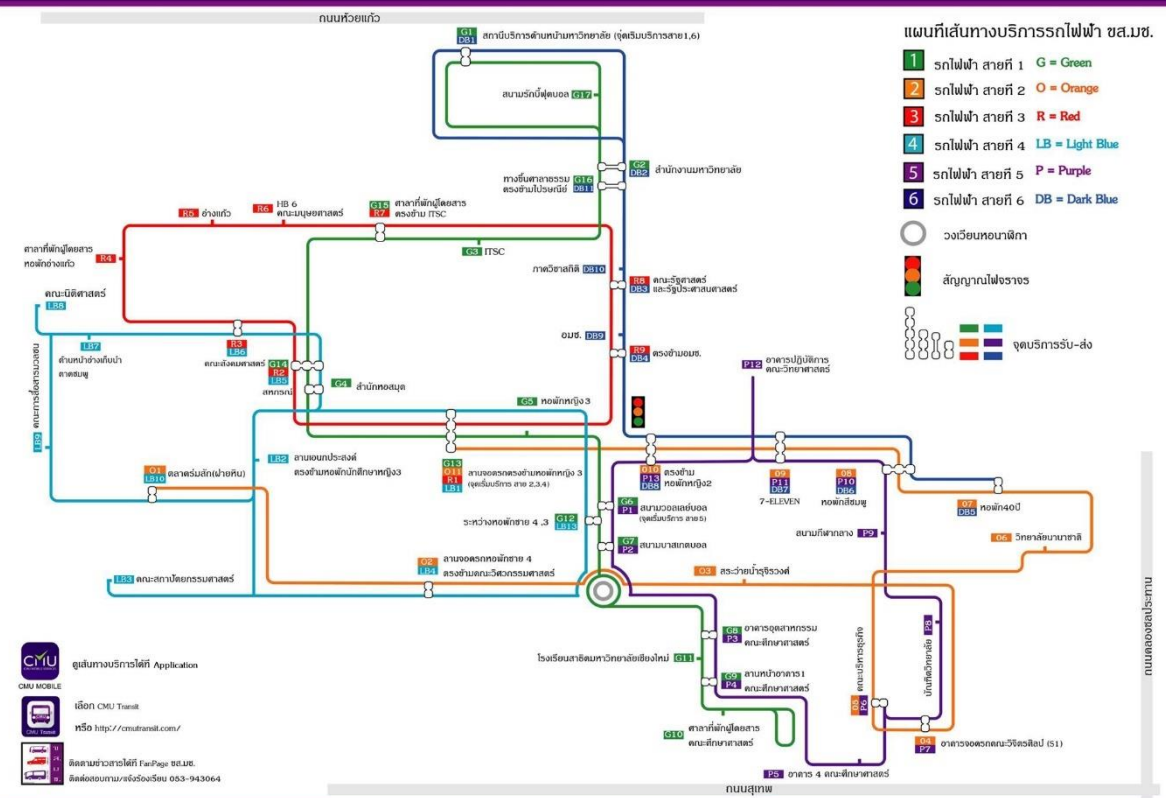 ถนนห้วยแก้ว
แผนที่เส้นทางบริการรถไฟฟ้า ขส.มช.
1 รถไฟฟ้า สายที่ 1 G = Green
2 รถไฟฟ้า สายที่ 2 O = Orange
3 รถไฟฟ้า สายที่ 3 R = Red
4 รถไฟฟ้า สายที่ 4 LB = Light Blue
5 รถไฟฟ้า สายที่ 5 P = Purple
6 รถไฟฟ้า สายที่ 6 DB = Dark Blue
วงเวียนหอนาฬิกา
สัญญาณไฟจราจร
จุดบริการรับ-ส่ง
G1
DB1
สถานีบริการด้านหน้ามหาวิทยาลัย (จุดเริ่มบริการสาย1,6)
สนามรักบี้ฟุตบอล G17
G2
DB2
สำนักงานมหาวิทยาลัย
ทางขึ้นศาลาธรรม G16
ตรงข้ามไปรษณีย์ DB11
R5 อ่างแก้ว
R6
HB 6
คณะมนุษยศาสตร์
G15 ศาลาที่พักผู้โดยสาร
R7 ตรงข้าม ITSC
G3 ITSC
ศาลาที่พักผู้โดยสาร
หอพักอ่างแก้ว
R4
ภาควิชาสถิติ DB10
R8 คณะรัฐศาสตร์
DB3 และรัฐประศาสนศาสตร์
คณะนิติศาสตร์
LB8
LB7
ด้านหน้าอ่างเก็บน้ำ
ตาดชมพู
R3
LB6
คณะสังคมศาสตร์ G14
R2
สหกรณ์ LB5
G4 สำนักหอสมุด
อมช. DB9
R9
DB4
ตรงข้ามอมช.
P12
อาคารปฏิบัติการ
คณะวิทยาศาสตร์
G5 หอพักหญิง 3
คณะการสื่อสารมวลชน
LB9
O1
LB10
ตลาดร่มสัก(ฝายหิน)
LB2 ลานเอนกประสงค์
ตรงข้ามหอพักนักศึกษาหญิง3
G13
O11
R1
LB1
ลานจอดรถตรงข้ามหอพักหญิง 3
(จุดเริ่มบริการ สาย 2,3,4)
O10
P13
DB8
ตรงข้าม
หอพักหญิง2
O9
P11
DB7
7-ELEVEN
O8
P10
DB6
หอพักสีชมพู
O7
DB5
หอพัก40ปี
G6
P1
สนามวอลเลย์บอล
(จุดเริ่มบริการ สาย 5)
ระหว่างหอพักชาย 4 ,3 G12
LB13
G7
P2
สนามบาสเกตบอล
สนามกีฬากลาง P9
O6 วิทยาลัยนานาชาติ
LB3 คณะสถาปัตยกรรมศาสตร์
O2
LB4
ลานจอดรถหอพักชาย 4
ตรงข้ามคณะวิศวกรรมศาสตร์
O3 สระว่ายน้ำรุจิรวงศ์
G8
P3
อาคารอุตสาหกรรม
คณะศึกษาศาสตร์
โรงเรียนสาธิตมหาวิทยาลัยเชียงใหม่ G11
G9
P4
ลานหน้าอาคาร1
คณะศึกษาศาสตร์
G10
ศาลาที่พักผู้โดยสาร
คณะศึกษาศาสตร์
คณะบริหารธุรกิจ
O5
P6
บัณฑิตวิทยาลัย P8
O4
P7
อาคารจอดรถคณะวิจิตรศิลป์ (S1)
P5 อาคาร 4 คณะศึกษาศาสตร์
ถนนคลองชลประทาน
ถนนสุเทพ
CMU
CMU MOBILE
ดูเส้นทางบริการได้ที่ Application
CMU Transit
เลือก CMU Transit
หรือ http://cmutransit.com/
ติดตามข่าวสารได้ที่ FanPage ขส.มช.
ติดต่อสอบถาม/แจ้งร้องเรียน 053-943064